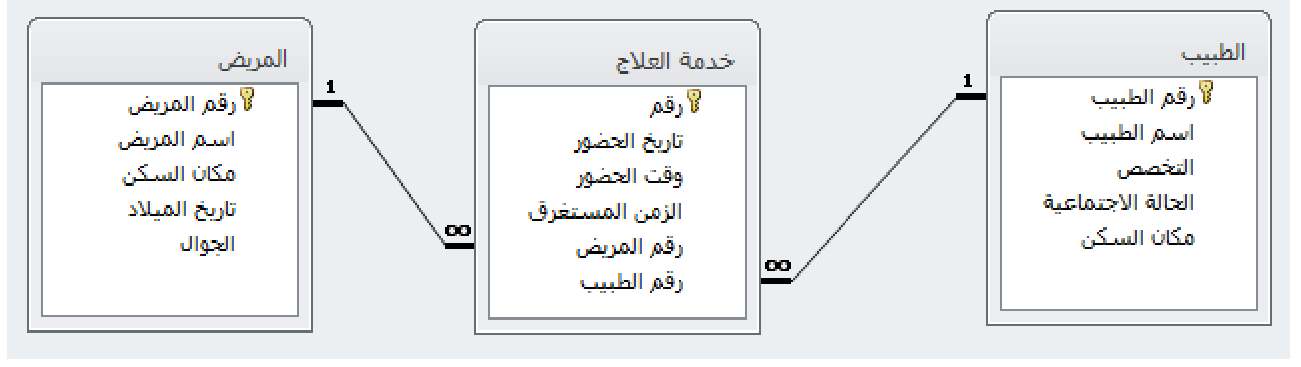 الطبيب
رقم الطبيب
اسم الطبيب
التخصص
الحالة الاجتماعية
مكان السكن
1
∞
خدمة العلاج
رقم
تاريخ الحضور
وقت الحضور
الزمن المستغرق
رقم المريض
رقم الطبيب
∞
1
المريض
رقم المريض
اسم المريض
مكان السكن
تاريخ الميلاد
الجوال